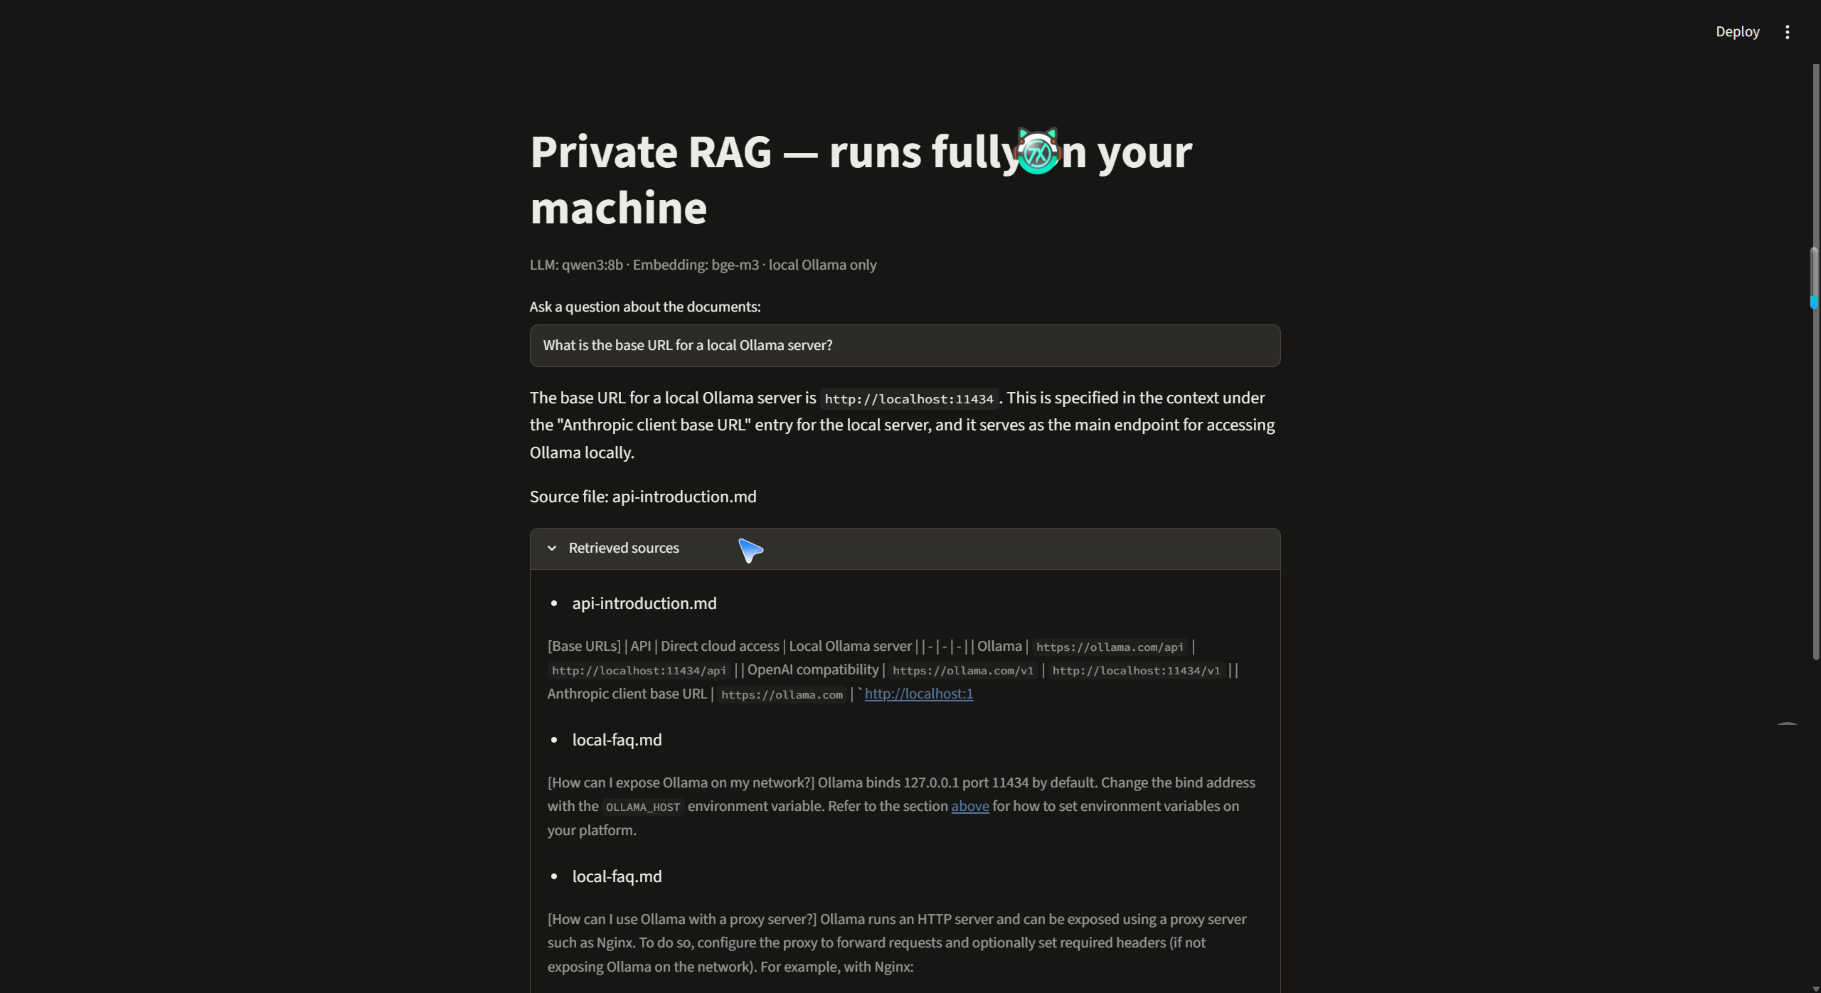 Deploy
Private RAG — runs fully n your
machine
LLM: qwen3:8b · Embedding: bge-m3 · local Ollama only
Ask a question about the documents:
What is the base URL for a local Ollama server?
The base URL for a local Ollama server is http://localhost:11434. This is specified in the context under
the "Anthropic client base URL" entry for the local server, and it serves as the main endpoint for accessing
Ollama locally.
Source file: api-introduction.md
Retrieved sources
• api-introduction.md
[Base URLs] | API | Direct cloud access | Local Ollama server | | - | - | - | | Ollama | https://ollama.com/api |
http://localhost:11434/api | | OpenAI compatibility | https://ollama.com/v1 | http://localhost:11434/v1 | |
Anthropic client base URL | https://ollama.com | `http://localhost:1
• local-faq.md
[How can I expose Ollama on my network?] Ollama binds 127.0.0.1 port 11434 by default. Change the bind address
with the OLLAMA_HOST environment variable. Refer to the section above for how to set environment variables on
your platform.
• local-faq.md
[How can I use Ollama with a proxy server?] Ollama runs an HTTP server and can be exposed using a proxy server
such as Nginx. To do so, configure the proxy to forward requests and optionally set required headers (if not
exposing Ollama on the network). For example, with Nginx: